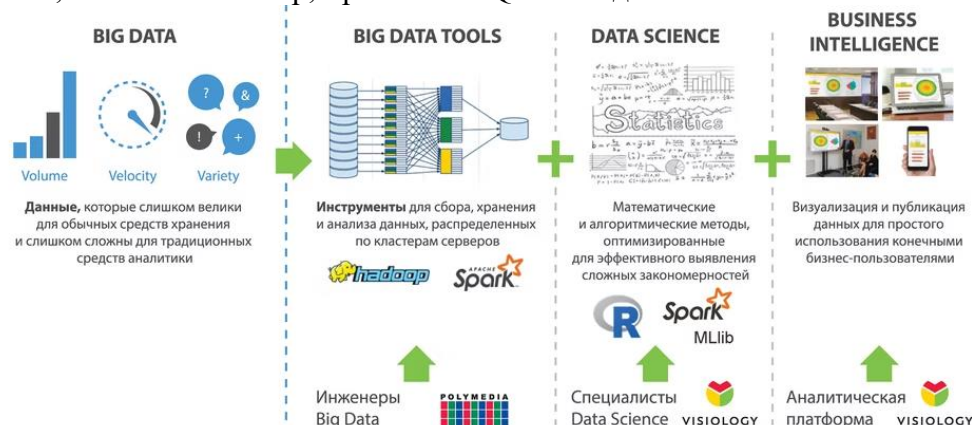 BIG DATA
Volume
Velocity
Variety
?
&
!
+
Данные, которые слишком велики
для обычных средств хранения
и слишком сложны для традиционных
средств аналитики
BIG DATA TOOLS
Инструменты для сбора, хранения
и анализа данных, распределенных
по кластерам серверов
hadoop
APACHE
Spark
Инженеры
Big Data
POLYMEDIA
DATA SCIENCE
Statistics
Математические
и алгоритмические методы,
оптимизированные
для эффективного выявления
сложных закономерностей
R
Spark
MLlib
Специалисты
Data Science
VISIOLOGY
BUSINESS
INTELLIGENCE
Визуализация и публикация
данных для простого
использования конечными
бизнес-пользователями
Аналитическая
платформа
VISIOLOGY